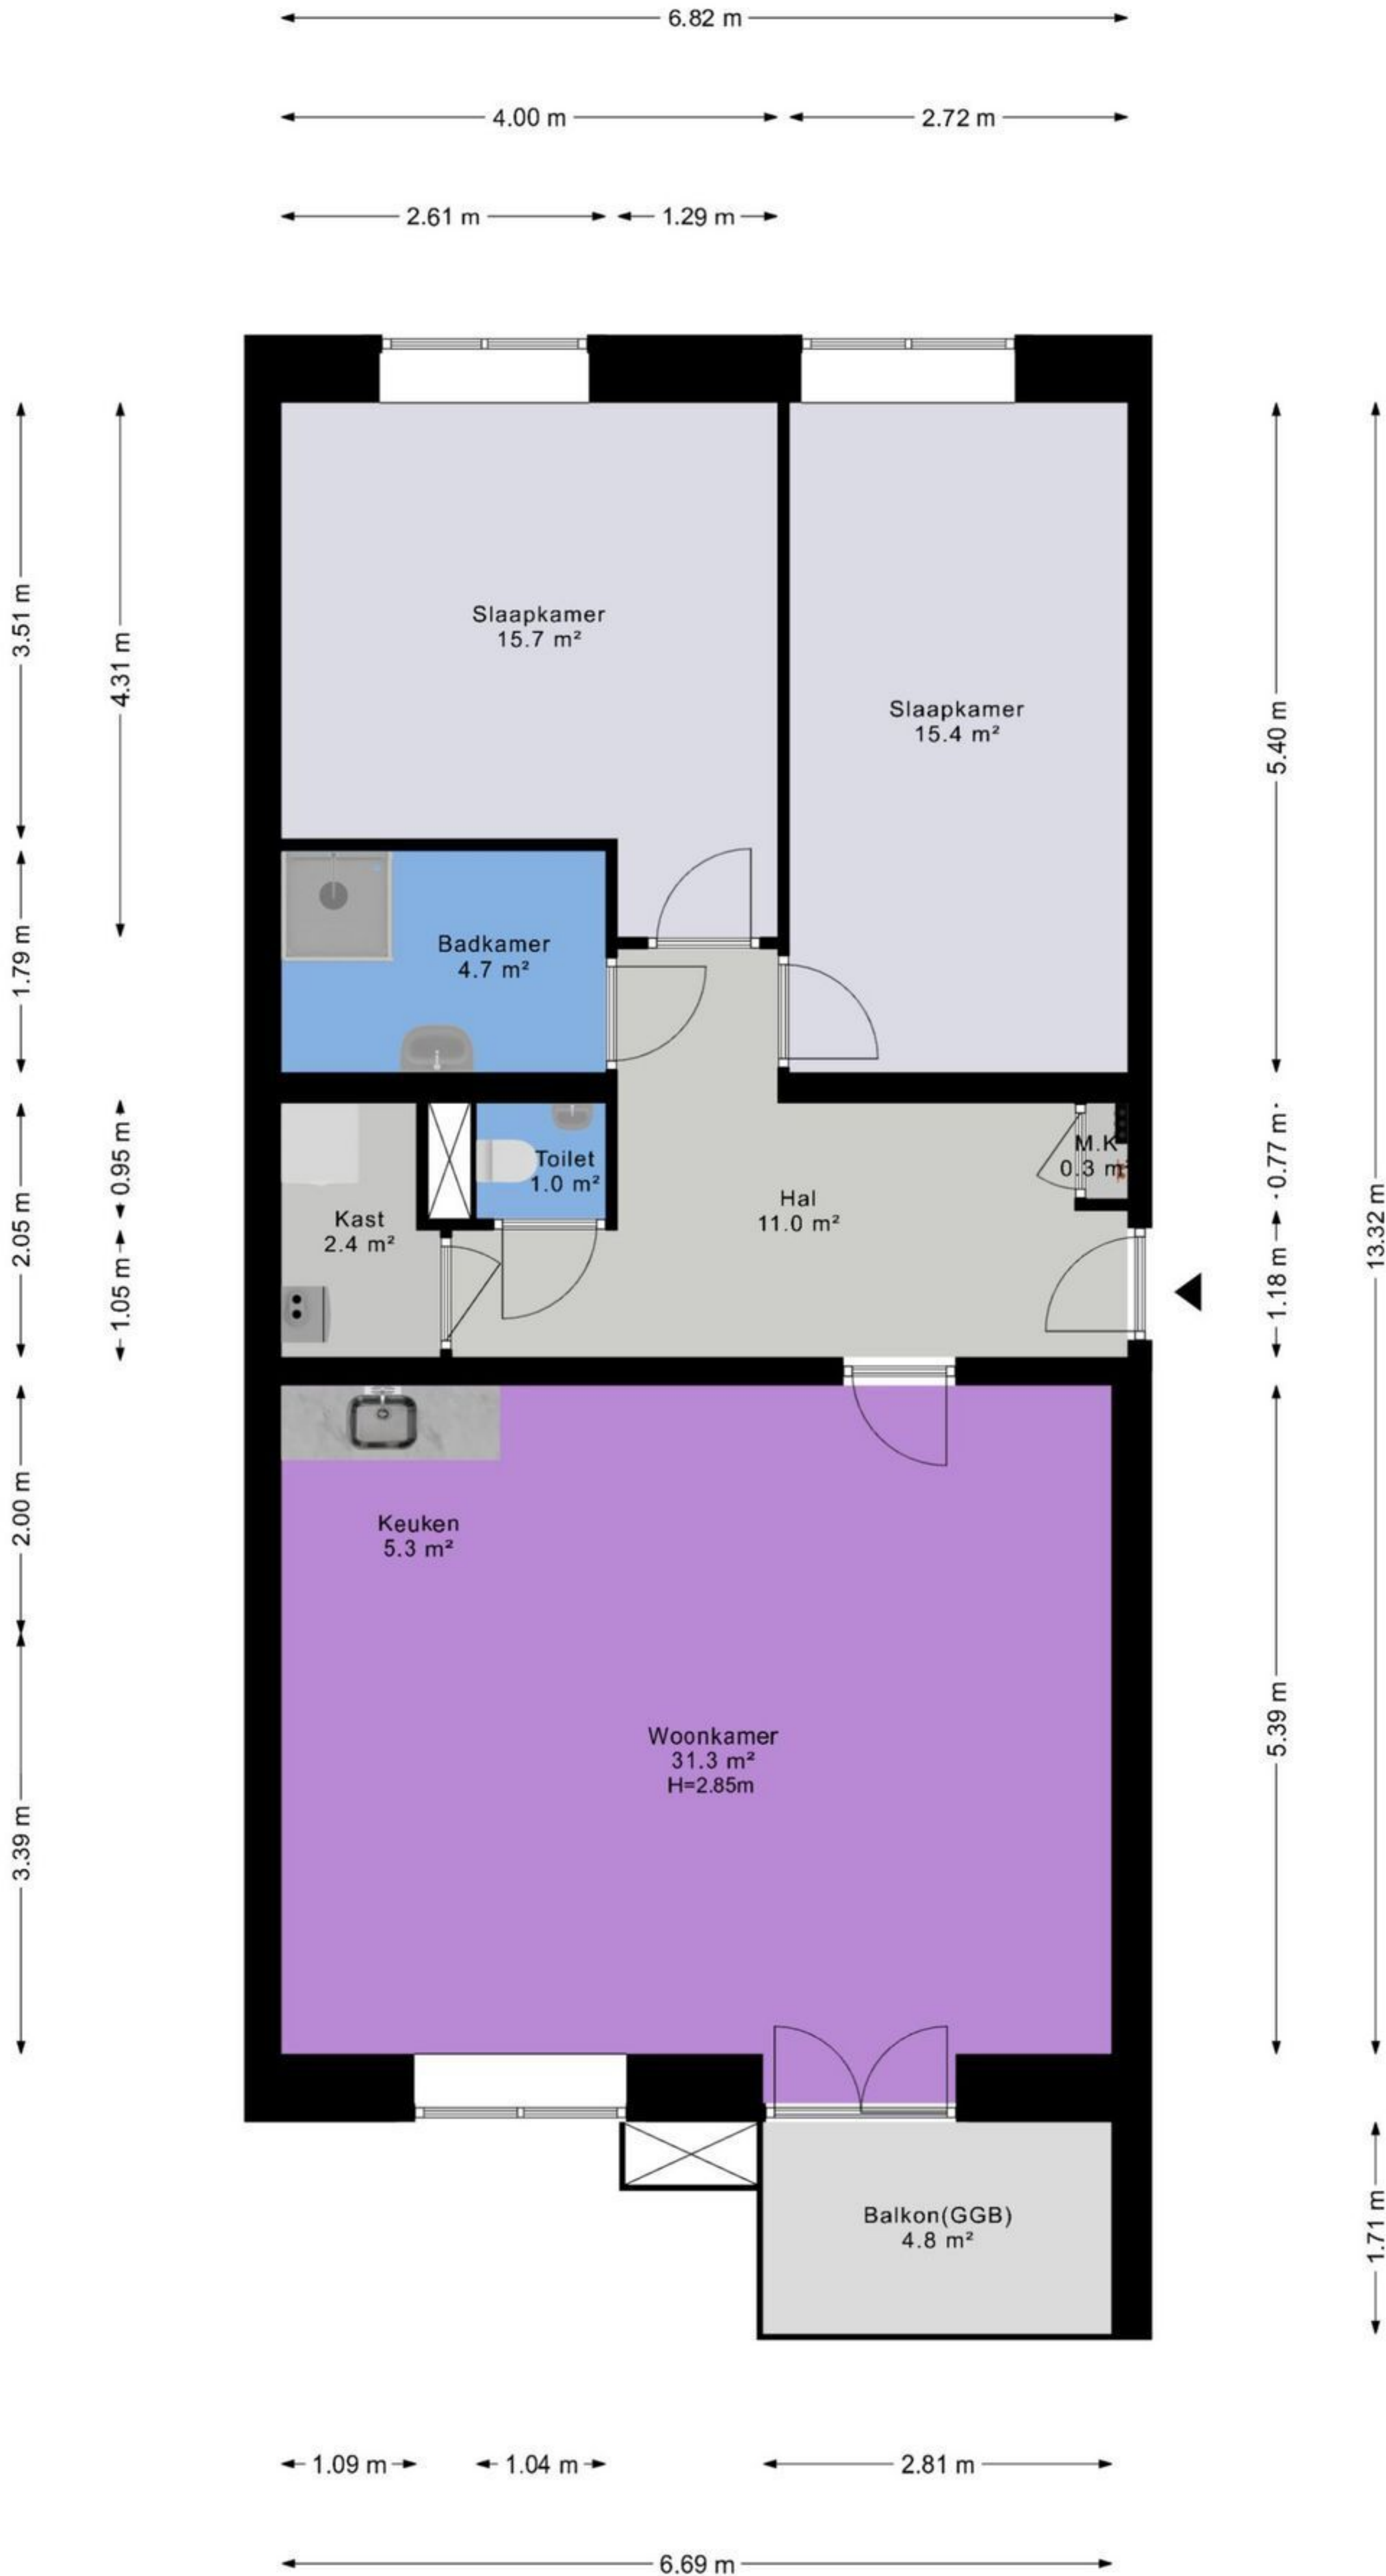 6.82 m
4.00 m
2.72 m
2.61 m
1.29 m
3.51 m
4.31 m
5.40 m
13.32 m
Slaapkamer
15.7 m²
Slaapkamer
15.4 m²
1.79 m
Badkamer
4.7 m²
2.05 m
0.95 m
1.05 m
0.77 m
1.18 m
Toilet
1.0 m²
M.K
0.3 m²
Hal
11.0 m²
Kast
2.4 m²
2.00 m
3.39 m
5.39 m
Keuken
5.3 m²
Woonkamer
31.3 m²
H=2.85m
Balkon(GGB)
4.8 m²
1.71 m
1.09 m
1.04 m
2.81 m
6.69 m